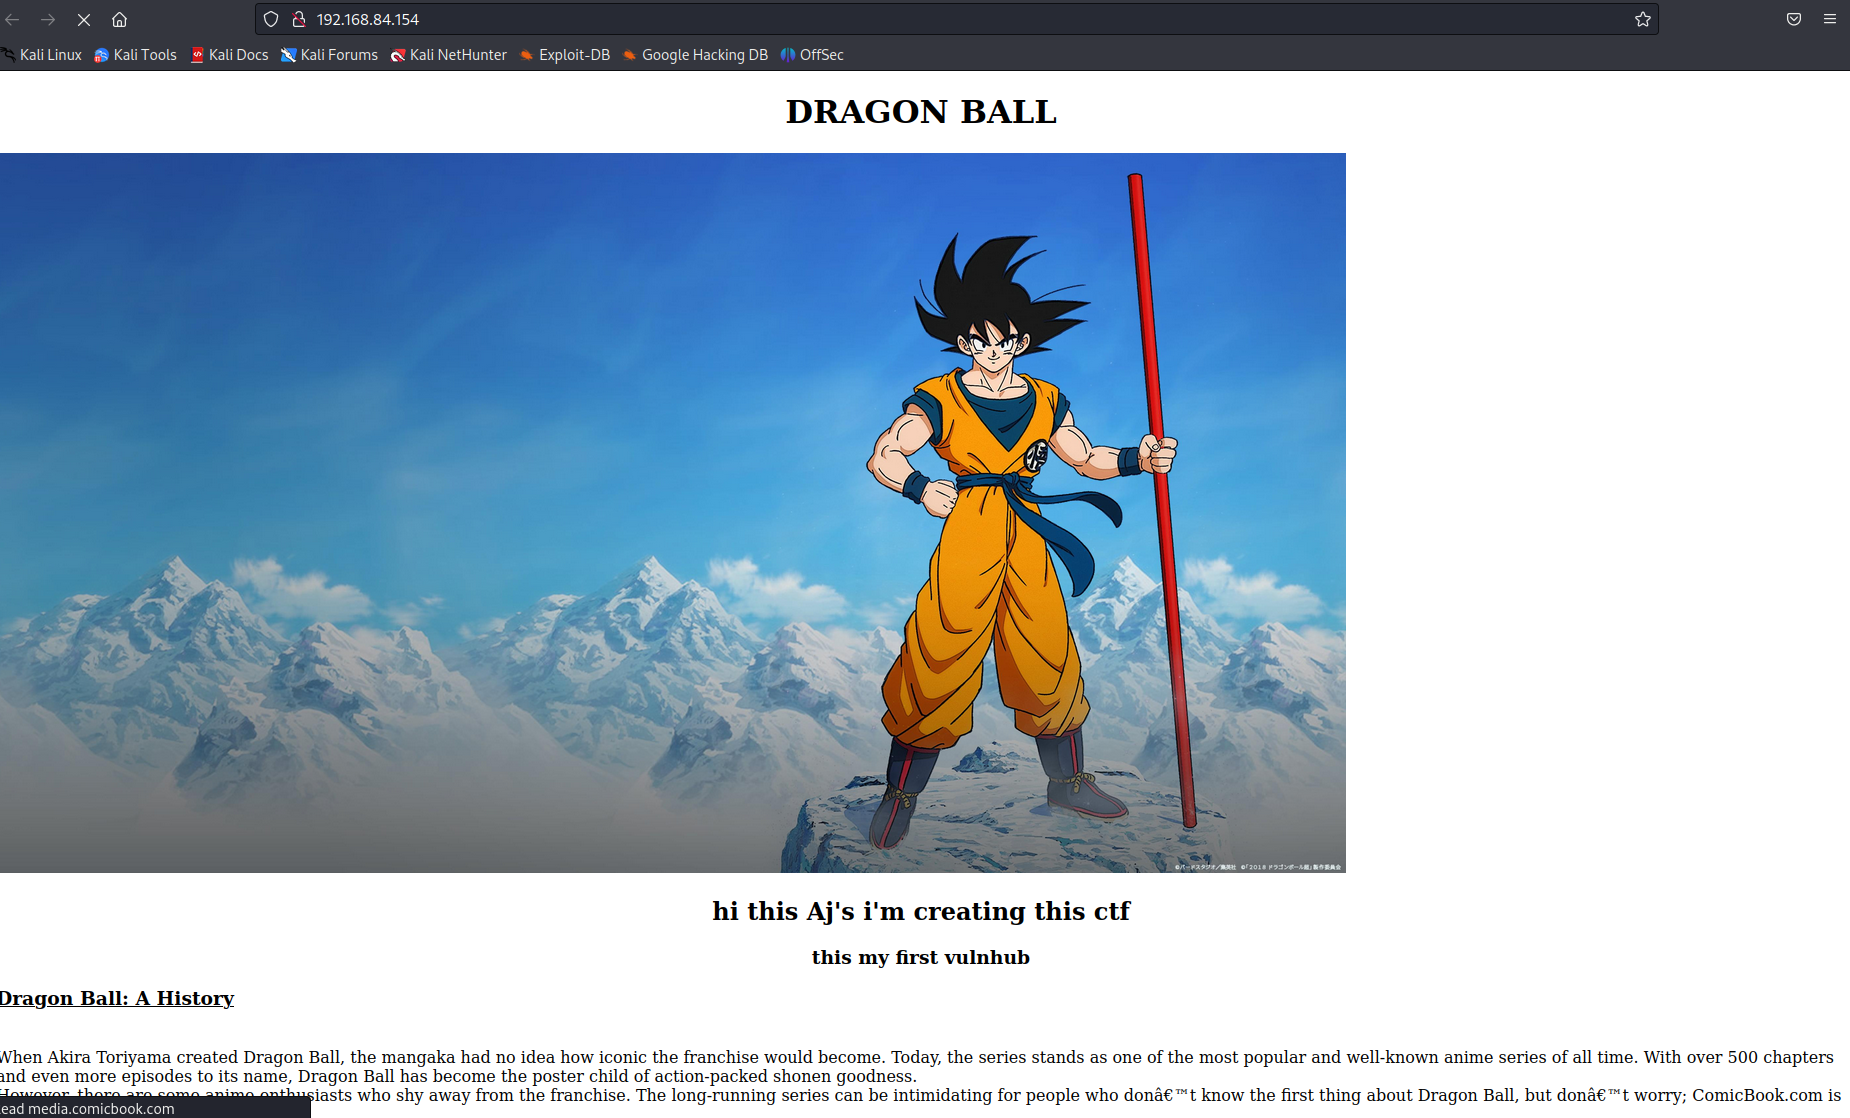 192.168.84.154
Kali Linux Kali Tools Kali Docs Kali Forums Kali NetHunter Exploit-DB Google Hacking DB OffSec
DRAGON BALL
hi this Aj's i'm creating this ctf
this my first vulnhub
Dragon Ball: A History
When Akira Toriyama created Dragon Ball, the mangaka had no idea how iconic the franchise would become. Today, the series stands as one of the most popular and well-known anime series of all time. With over 500 chapters
and even more episodes to its name, Dragon Ball has become the poster child of action-packed shonen goodness.
However, there are some anime enthusiasts who shy away from the franchise. The long-running series can be intimidating for people who donâ€™t know the first thing about Dragon Ball, but donâ€™t worry; ComicBook.com is
ead media.comicbook.com